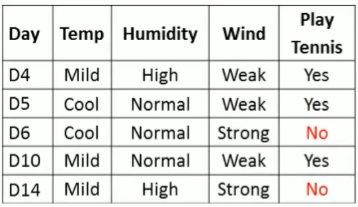 Day Temp Humidity Wind Play Tennis
D4 Mild High Weak Yes
D5 Cool Normal Weak Yes
D6 Cool Normal Strong No
D10 Mild Normal Weak Yes
D14 Mild High Strong No